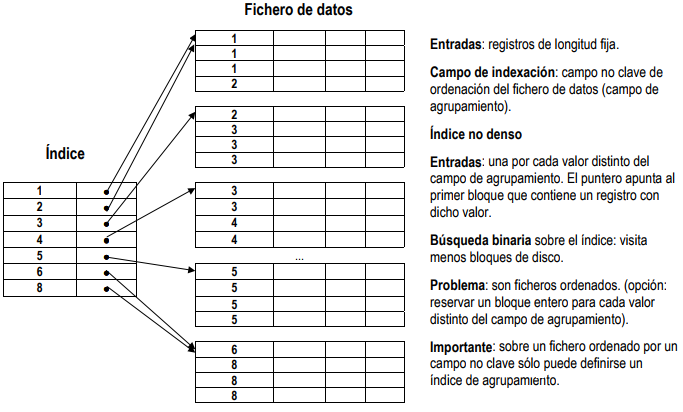 Fichero de datos
1
1
1
2
2
3
3
3
3
3
4
4
...
5
5
5
5
6
8
8
8
Índice
1
2
3
4
5
6
8
Entradas: registros de longitud fija.
Campo de indexación: campo no clave de
ordenación del fichero de datos (campo de
agrupamiento).
Índice no denso
Entradas: una por cada valor distinto del
campo de agrupamiento. El puntero apunta al
primer bloque que contiene un registro con
dicho valor.
Búsqueda binaria sobre el índice: visita
menos bloques de disco.
Problema: son ficheros ordenados. (opción:
reservar un bloque entero para cada valor
distinto del campo de agrupamiento).
Importante: sobre un fichero ordenado por un
campo no clave sólo puede definirse un
índice de agrupamiento.